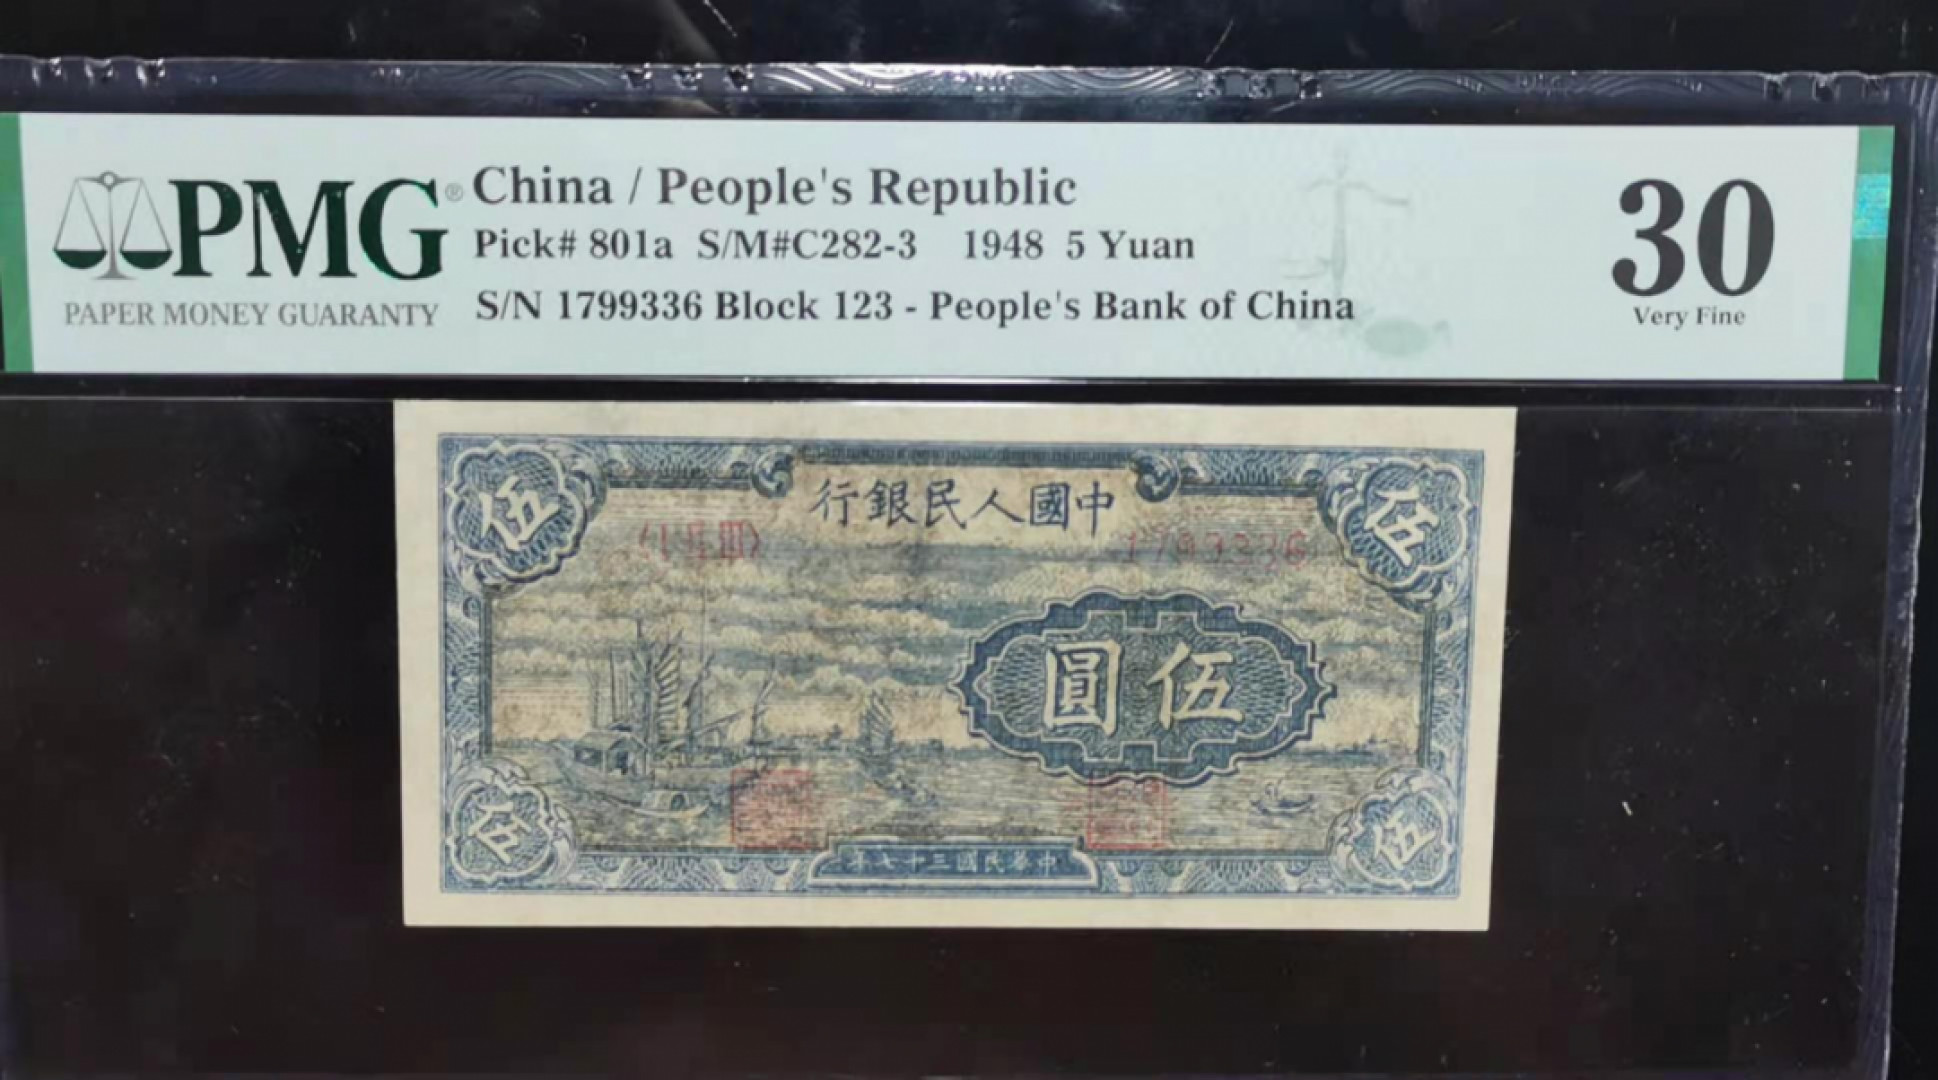 PMG®
PAPER MONEY GUARANTY
China / People's Republic
Pick# 801a S/M#C282-3 1948 5 Yuan
S/N 1799336 Block 123 - People's Bank of China
30
Very Fine
行銀民人國中
(I II III)
伍
伍
圓伍
伍
伍
年七十三國民華中